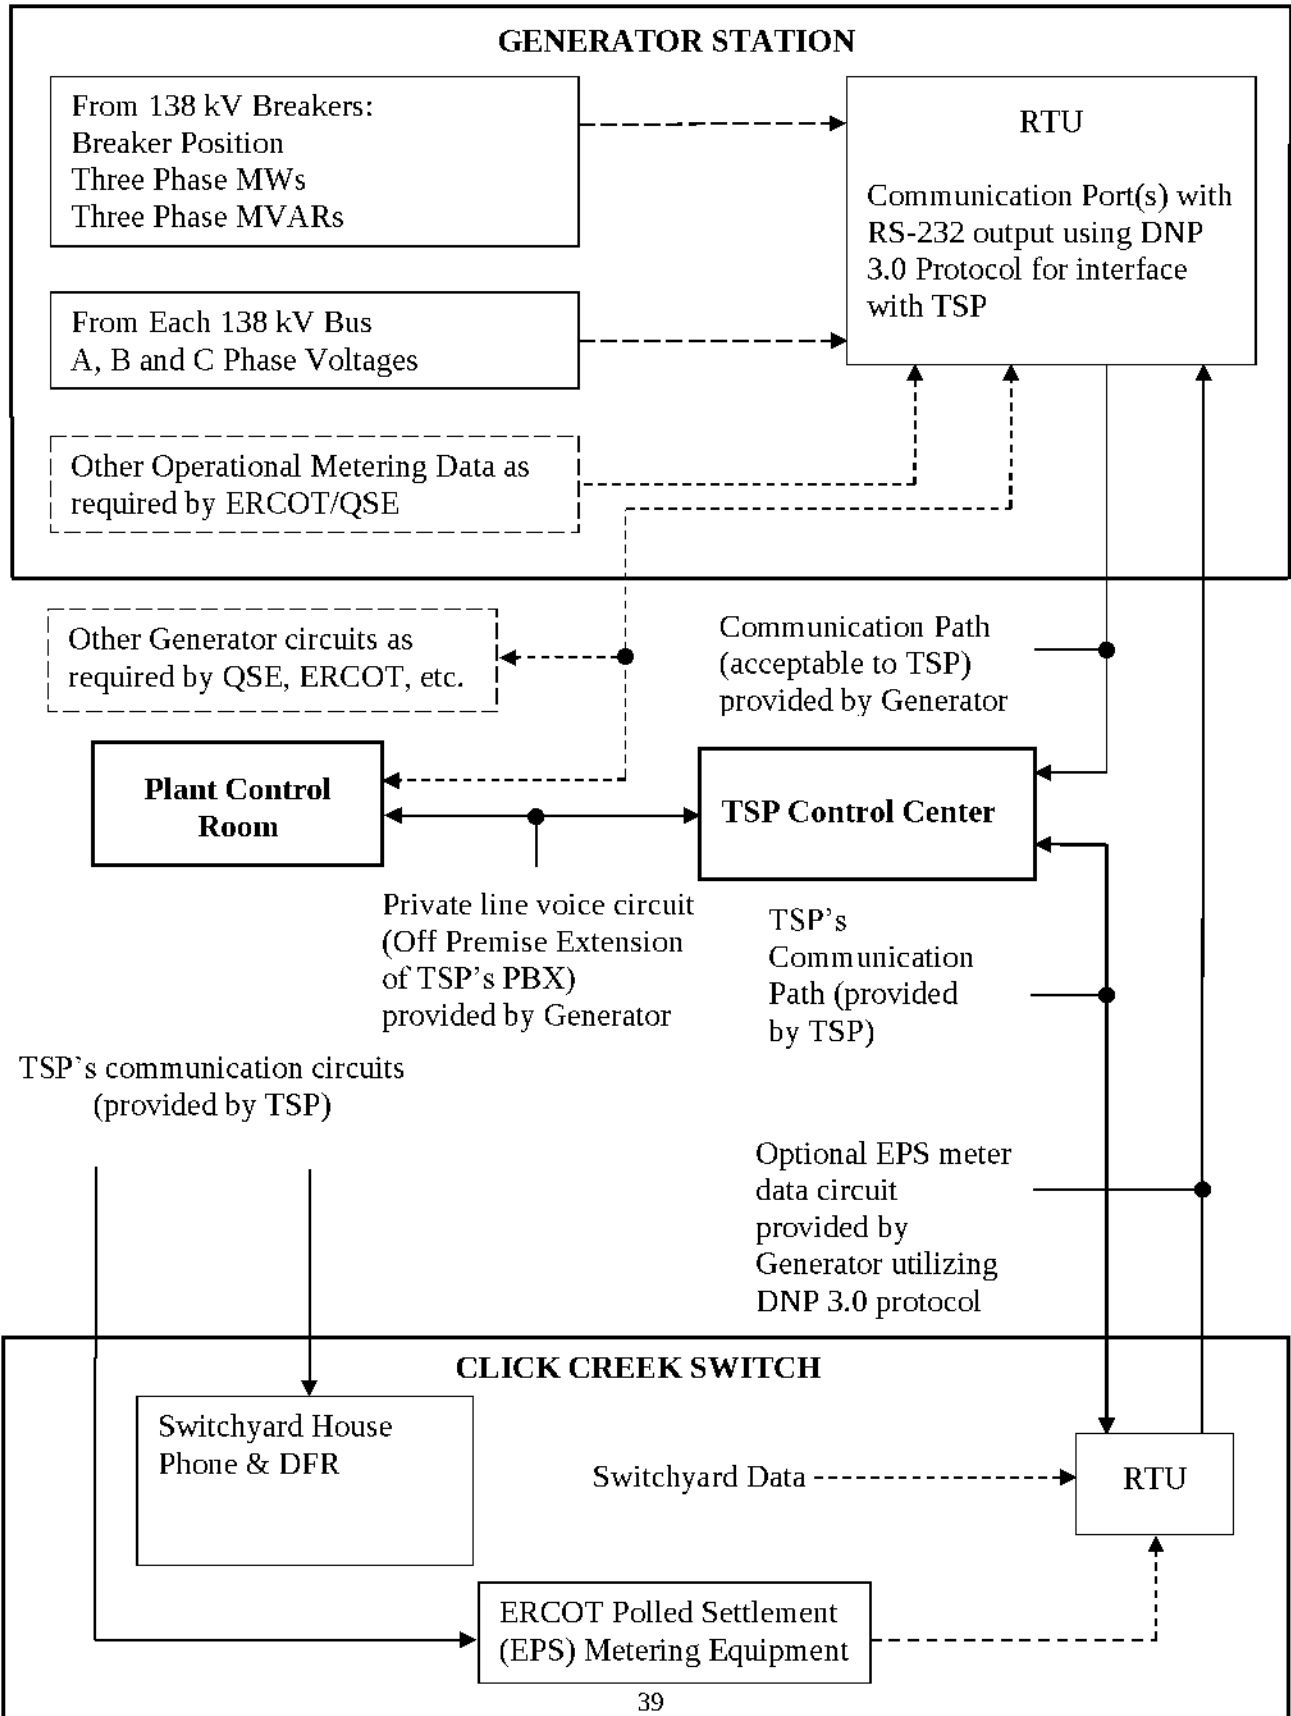 GENERATOR STATION
From 138 kV Breakers:
Breaker Position
Three Phase MWs
Three Phase MVARs
RTU
Communication Port(s) with
RS-232 output using DNP
3.0 Protocol for interface
with TSP
From Each 138 kV Bus
A, B and C Phase Voltages
Other Operational Metering Data as
required by ERCOT/QSE
Other Generator circuits as
required by QSE, ERCOT, etc.
Communication Path
(acceptable to TSP)
provided by Generator
Plant Control
Room
TSP Control Center
Private line voice circuit
(Off Premise Extension
of TSP's PBX)
provided by Generator
TSP's
Communication
Path (provided
by TSP)
TSP's communication circuits
(provided by TSP)
Optional EPS meter
data circuit
provided by
Generator utilizing
DNP 3.0 protocol
CLICK CREEK SWITCH
Switchyard House
Phone & DFR
Switchyard Data
RTU
ERCOT Polled Settlement
(EPS) Metering Equipment
39